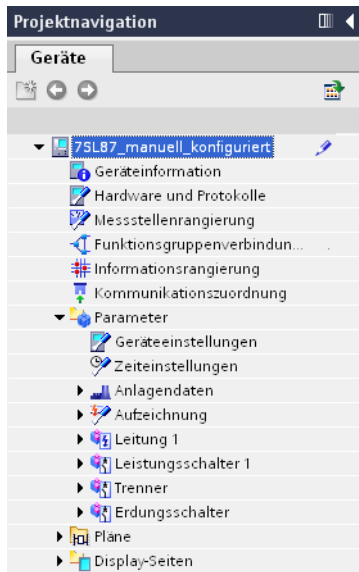 Projektnavigation
Geräte
7SL87_manuell_konfiguriert
Geräteinformation
Hardware und Protokolle
Messstellenrangierung
Funktionsgruppenverbindun...
Informationsrangierung
Kommunikationszuordnung
Parameter
Geräteeinstellungen
Zeiteinstellungen
Anlagendaten
Aufzeichnung
Leitung 1
Leistungsschalter 1
Trenner
Erdungsschalter
Pläne
Display-Seiten